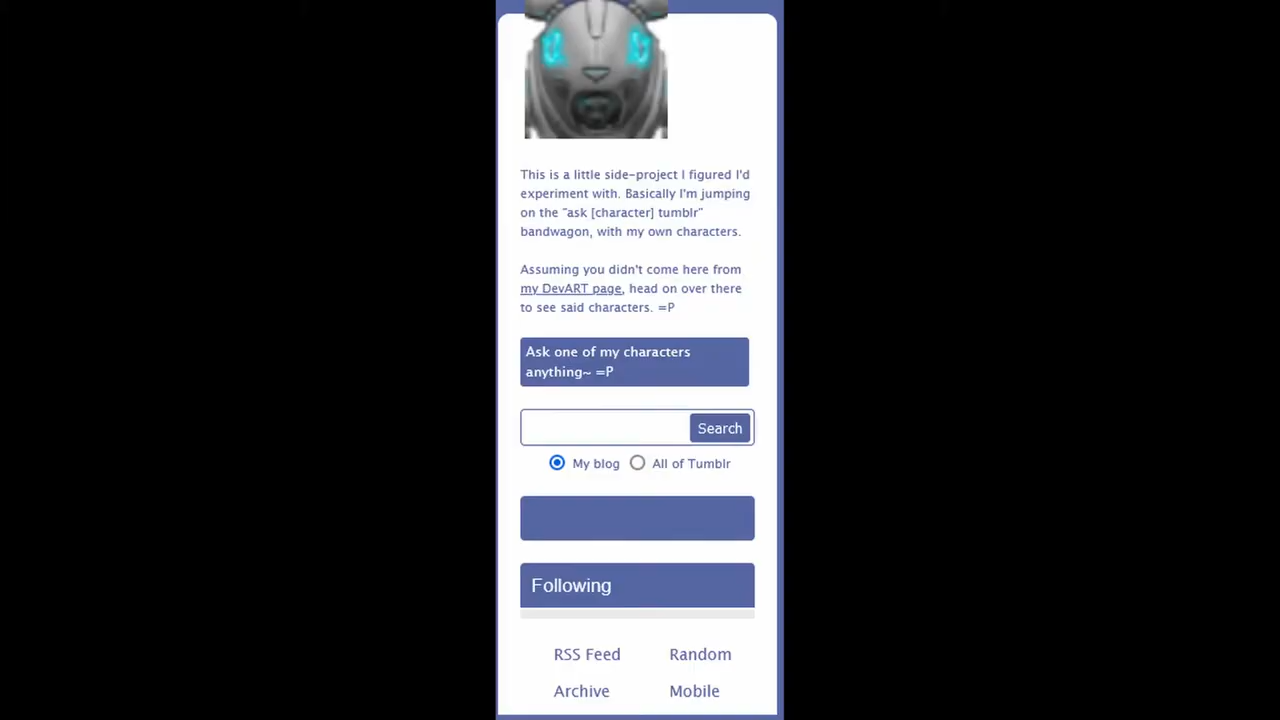 This is a little side-project I figured I'd
experiment with. Basically I'm jumping
on the "ask [character] tumblr"
bandwagon, with my own characters.
Assuming you didn't come here from
my DevART page, head on over there
to see said characters. =P
Ask one of my characters
anything~ =P
Search
My blog All of Tumblr
Following
RSS Feed Random
Archive Mobile